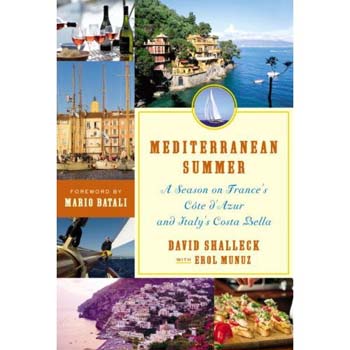 MEDITERRANEAN
SUMMER
A Season on France's
Côte d'Azur
and Italy's Costa Bella
FOREWORD BY
MARIO BATALI
DAVID SHALLECK
WITH EROL MUNUZ